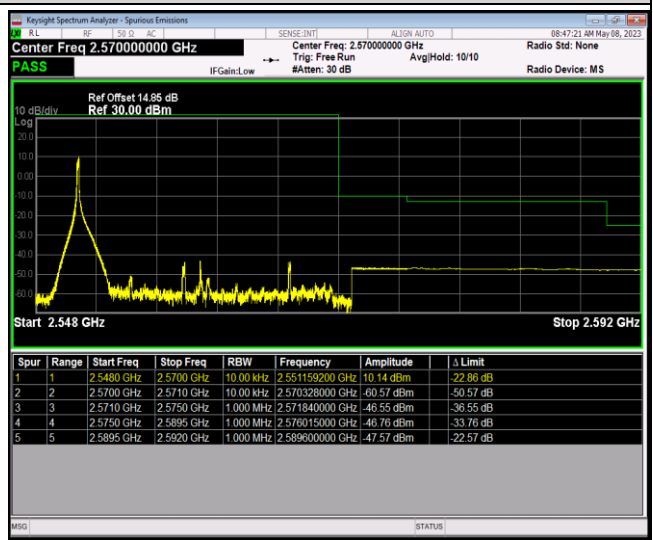 Keysight Spectrum Analyzer - Spurious Emissions
RL RF 50 Ω AC SENSE:INT ALIGN AUTO 08:47:21 AM May 08, 2023
Center Freq 2.570000000 GHz Center Freq: 2.570000000 GHz Radio Std: None
PASS Trig: Free Run Avg|Hold: 10/10
IFGain:Low #Atten: 30 dB Radio Device: MS
Ref Offset 14.85 dB
10 dB/div Ref 30.00 dBm
Log
20.0
10.0
0.00
-10.0
-20.0
-30.0
-40.0
-50.0
-60.0
Start 2.548 GHz Stop 2.592 GHz
Spur Range Start Freq Stop Freq RBW Frequency Amplitude Δ Limit
1 1 2.5480 GHz 2.5700 GHz 10.00 kHz 2.551159200 GHz 10.14 dBm -22.86 dB
2 2 2.5700 GHz 2.5710 GHz 10.00 kHz 2.570328000 GHz -60.57 dBm -50.57 dB
3 3 2.5710 GHz 2.5750 GHz 1.000 MHz 2.571840000 GHz -46.55 dBm -36.55 dB
4 4 2.5750 GHz 2.5895 GHz 1.000 MHz 2.576015000 GHz -46.76 dBm -33.76 dB
5 5 2.5895 GHz 2.5920 GHz 1.000 MHz 2.589600000 GHz -47.57 dBm -22.57 dB
MSG STATUS